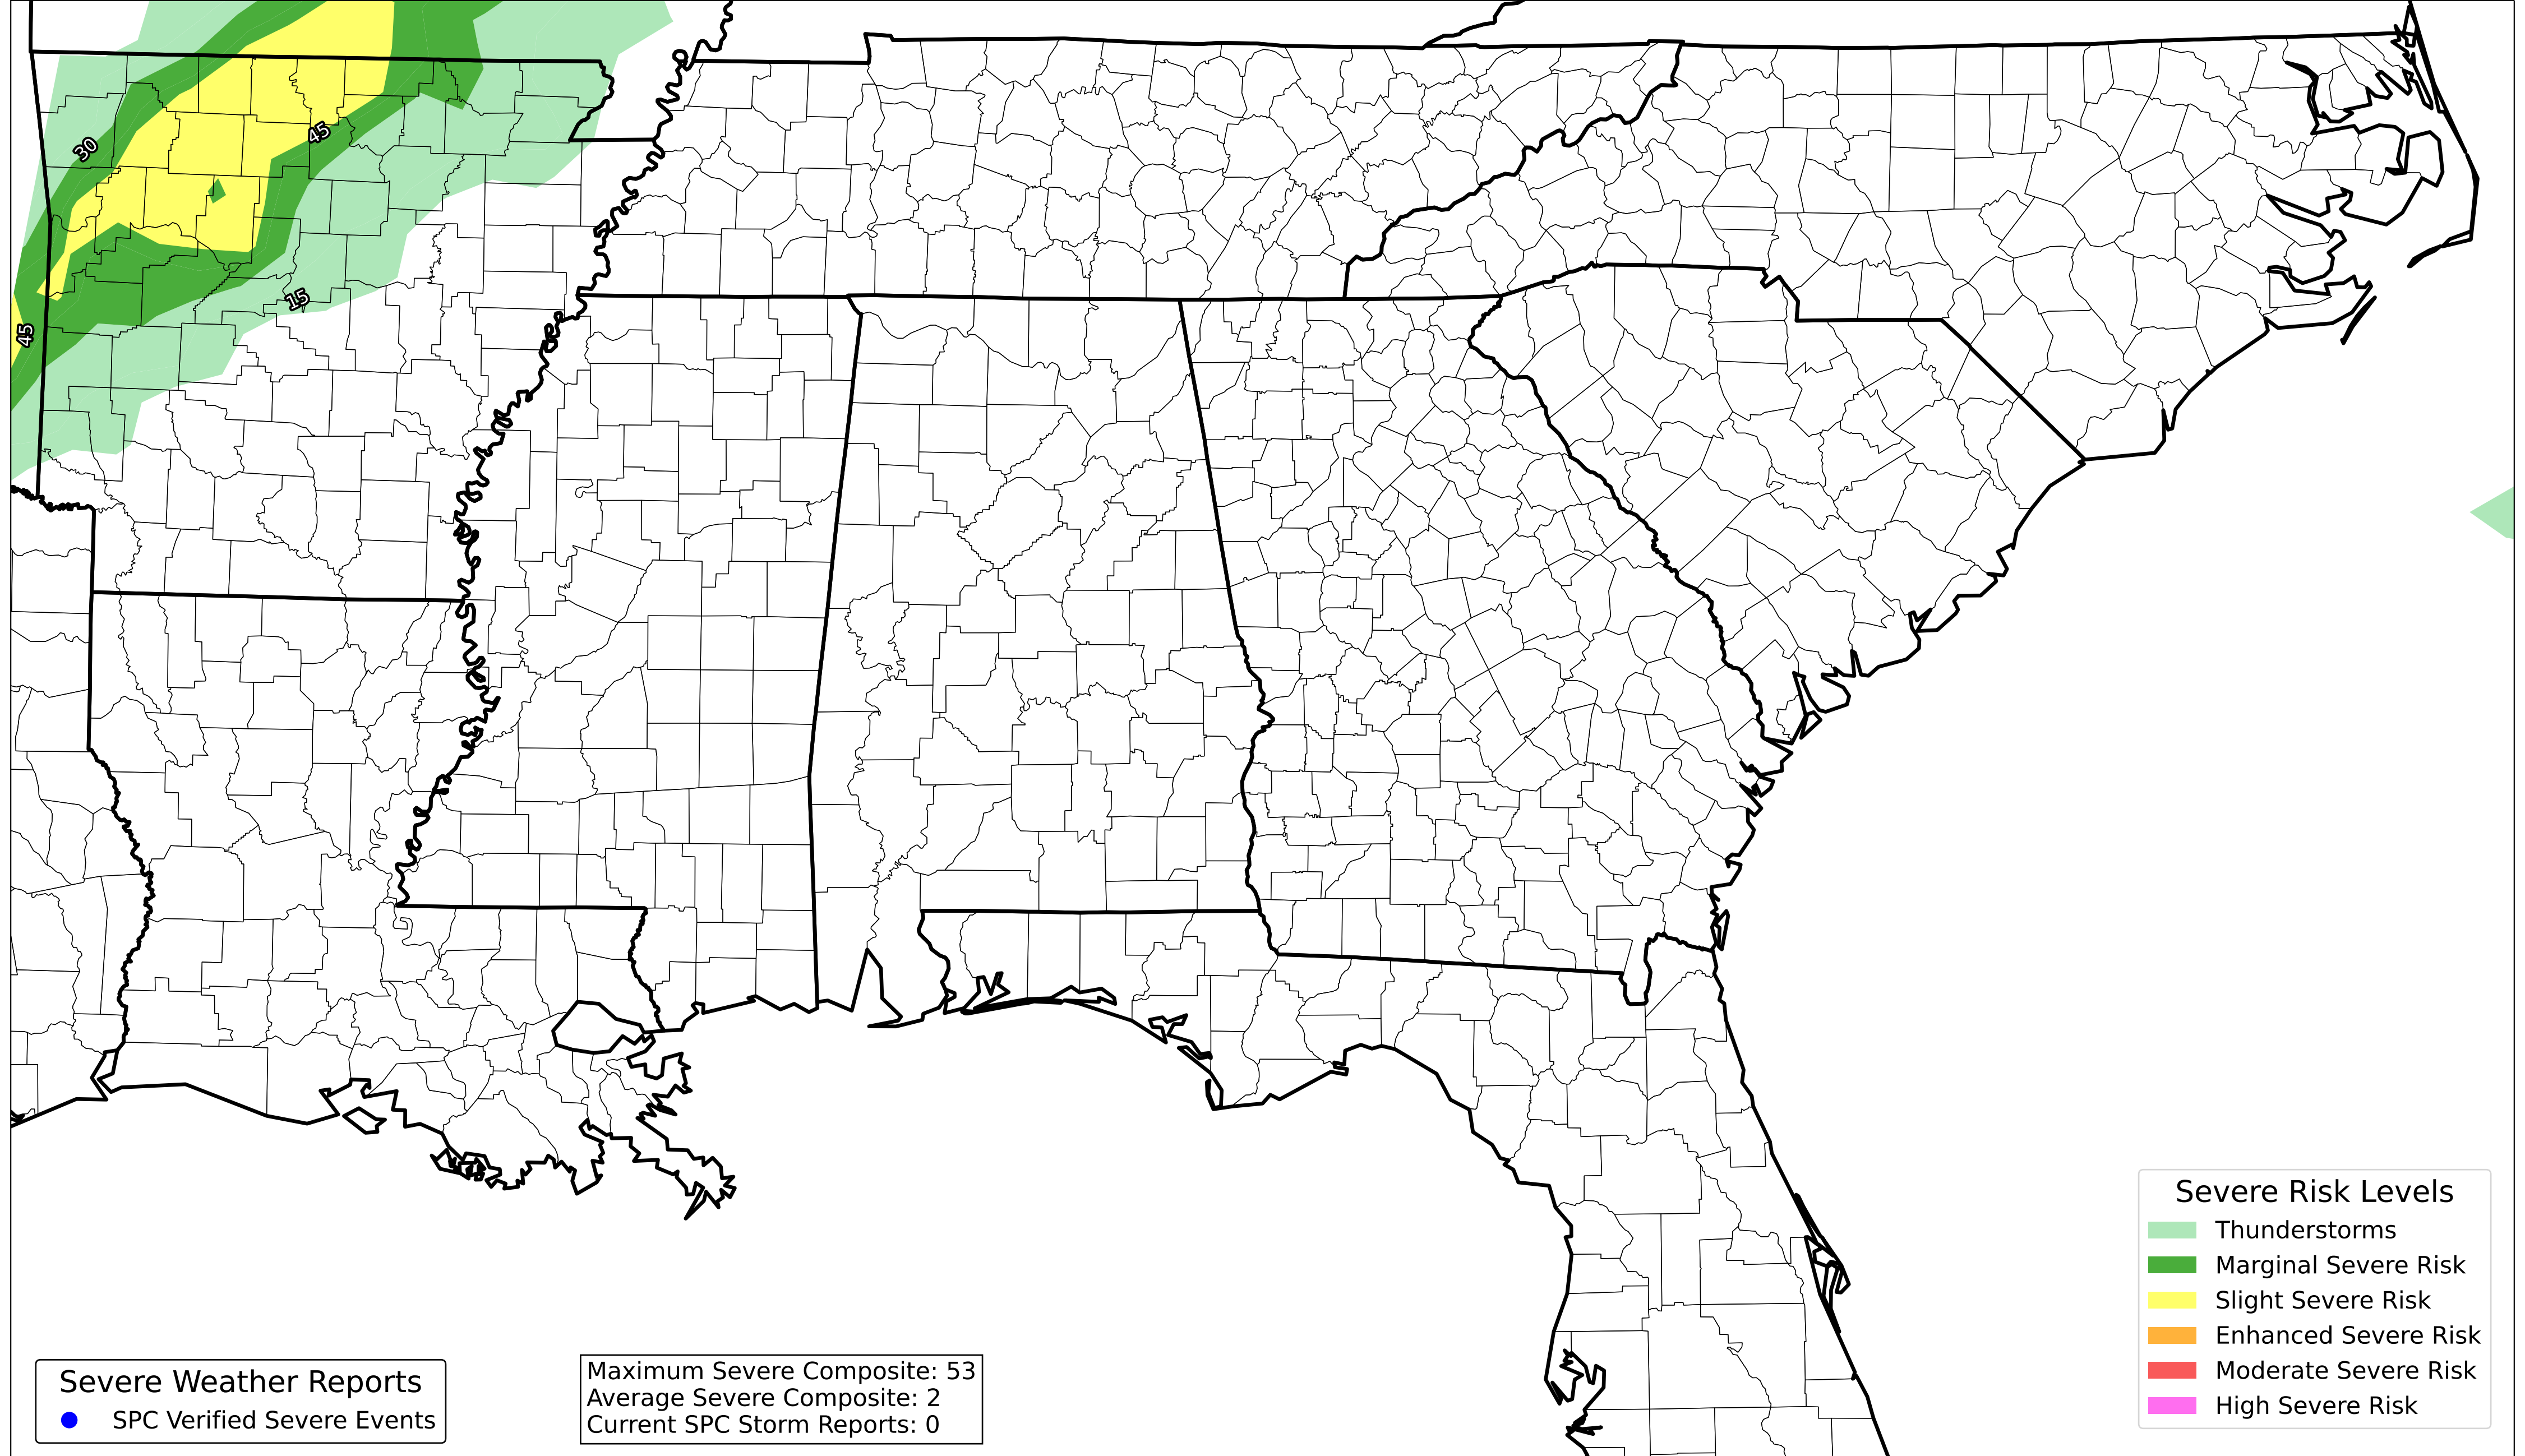 45
30
15
45
Severe Risk Levels
Thunderstorms
Marginal Severe Risk
Slight Severe Risk
Enhanced Severe Risk
Moderate Severe Risk
High Severe Risk
Severe Weather Reports
SPC Verified Severe Events
Maximum Severe Composite: 53
Average Severe Composite: 2
Current SPC Storm Reports: 0